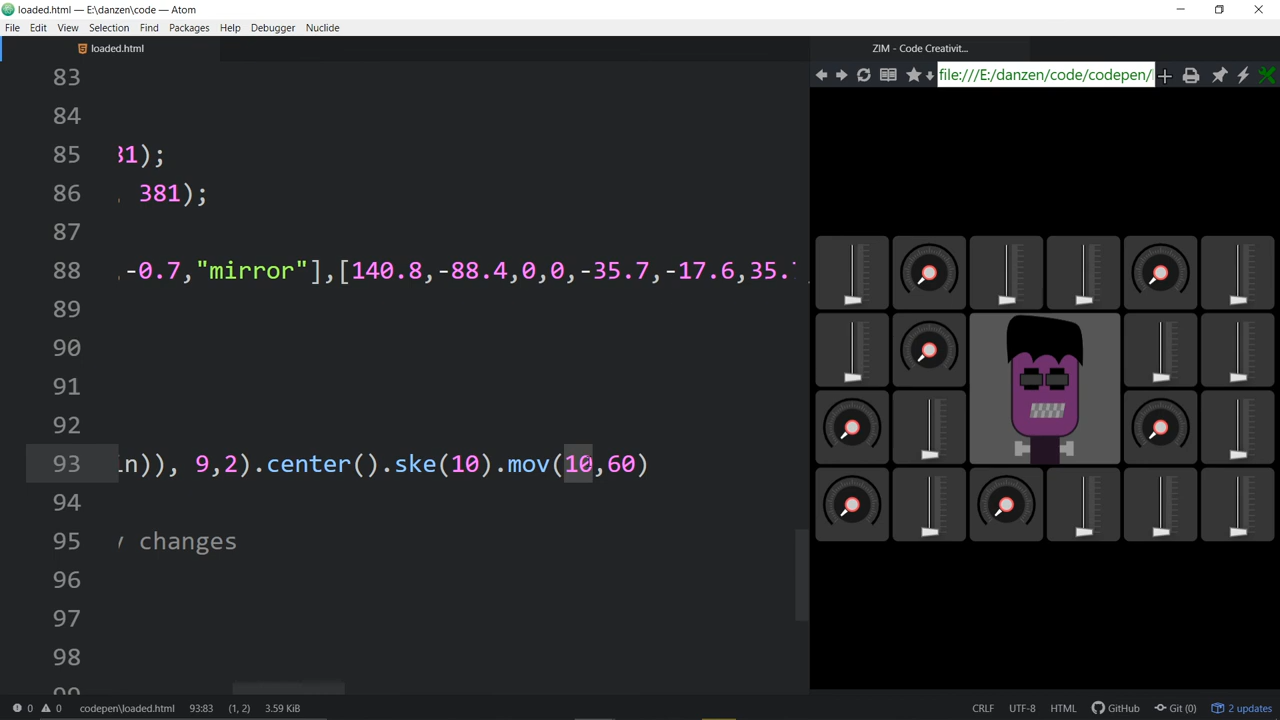 loaded.html — E:\danzen\code — Atom
File Edit View Selection Find Packages Help Debugger Nuclide
loaded.html
ZIM - Code Creativit...
file:///E:/danzen/code/codepen/
83
84
85 81);
86 , 381);
87
88 ,-0.7,"mirror"],[140.8,-88.4,0,0,-35.7,-17.6,35.
89
90
91
92
93 in)), 9,2).center().ske(10).mov(10,60)
94
95 changes
96
97
98
99
0 0 codepen\loaded.html 93:83 (1, 2) 3.59 KiB
CRLF UTF-8 HTML GitHub Git (0) 2 updates